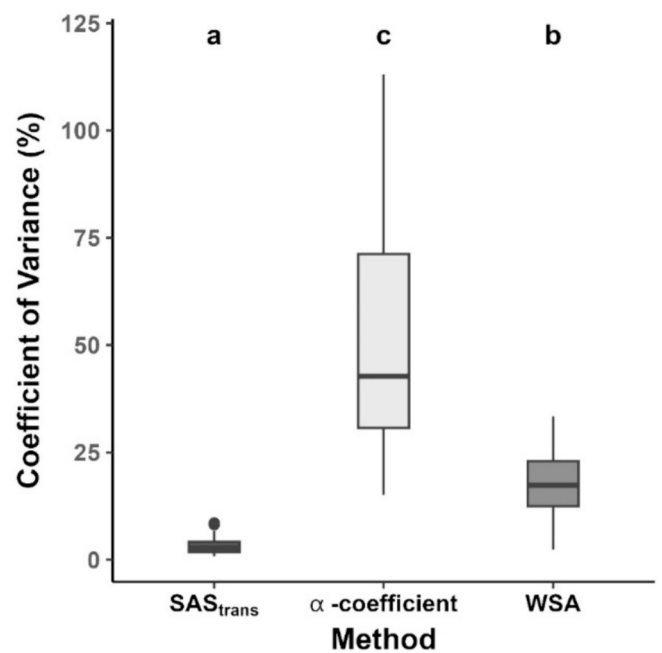 a c b
125
100
75
50
25
0
Coefficient of Variance (%)
SAStrans α -coefficient WSA
Method